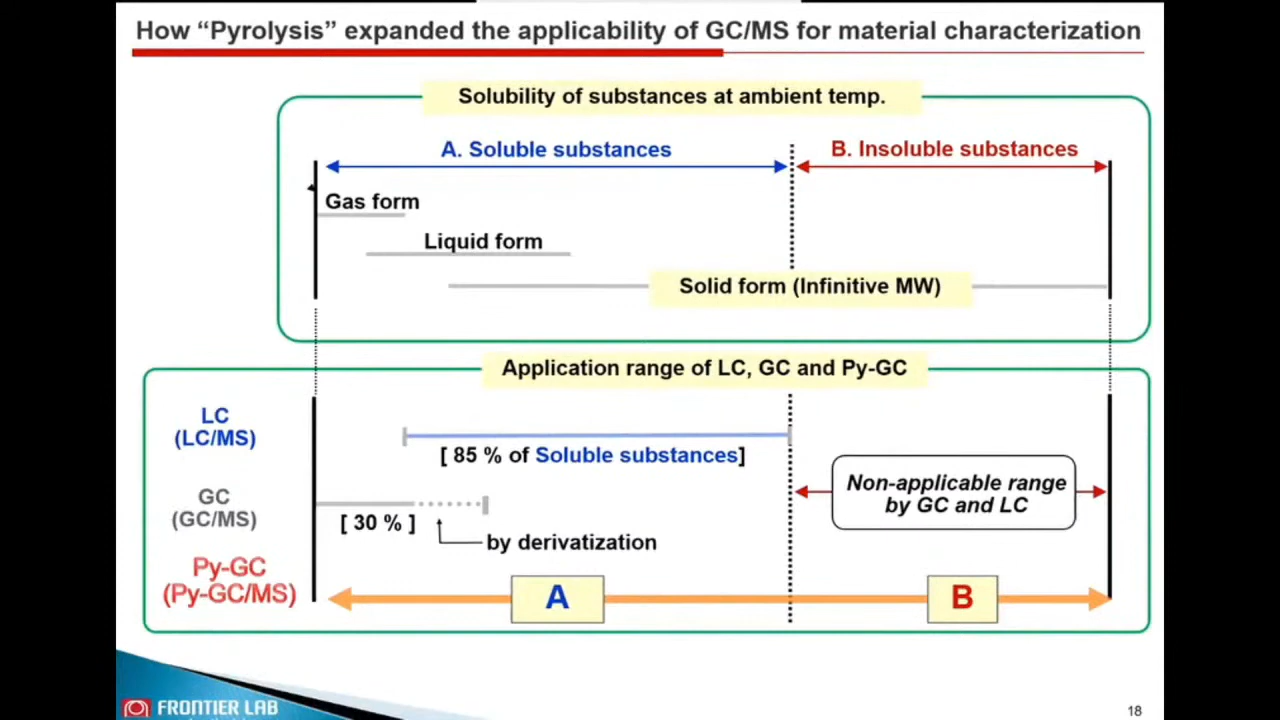 How “Pyrolysis” expanded the applicability of GC/MS for material characterization
Solubility of substances at ambient temp.
A. Soluble substances
B. Insoluble substances
Gas form
Liquid form
Solid form (Infinitive MW)
Application range of LC, GC and Py-GC
LC
(LC/MS)
[ 85 % of Soluble substances]
Non-applicable range
by GC and LC
GC
(GC/MS)
[ 30 % ]
by derivatization
Py-GC
(Py-GC/MS)
A
B
FRONTIER LAB
18